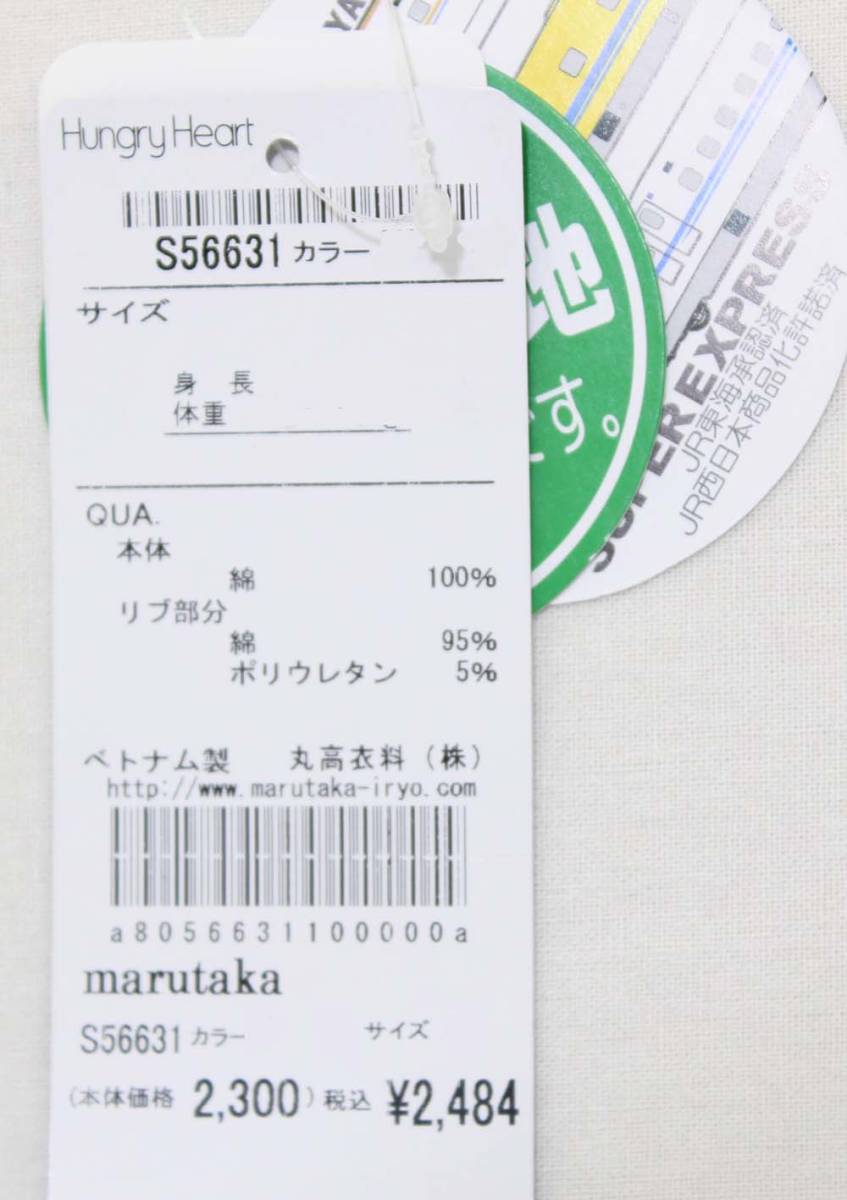 Hungry Heart
S56631 カラー
サイズ
身 長
体重
QUA.
本体
綿 100%
リブ部分
綿 95%
ポリウレタン 5%
ベトナム製 丸高衣料(株)
http://www.marutaka-iryo.com
a8056631100000a
marutaka
S56631 カラー サイズ
(本体価格 2,300)税込 ¥2,484
です。
SUPER EXPRESS
JR東海承認済
JR西日本商品化許諾済